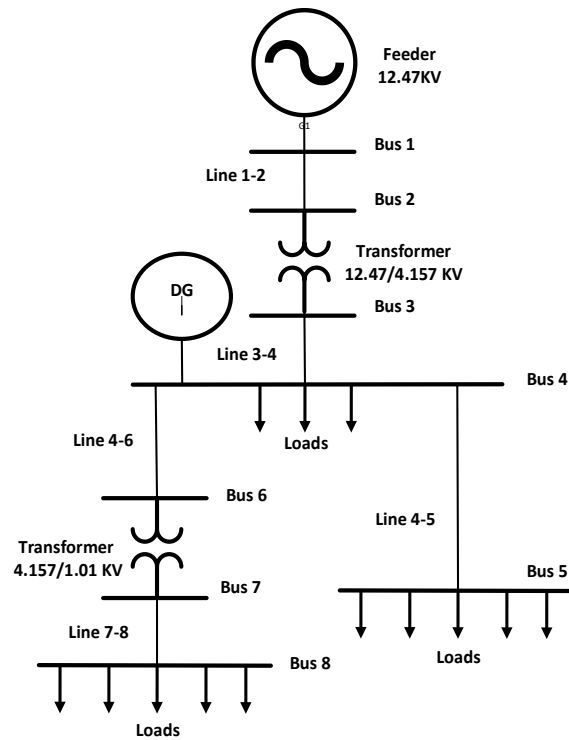 Feeder
12.47KV
G1
Bus 1
Line 1-2
Bus 2
Transformer
12.47/4.157 KV
DG
I
Bus 3
Line 3-4
Bus 4
Loads
Line 4-6
Bus 6
Line 4-5
Transformer
4.157/1.01 KV
Bus 7
Bus 5
Line 7-8
Loads
Bus 8
Loads